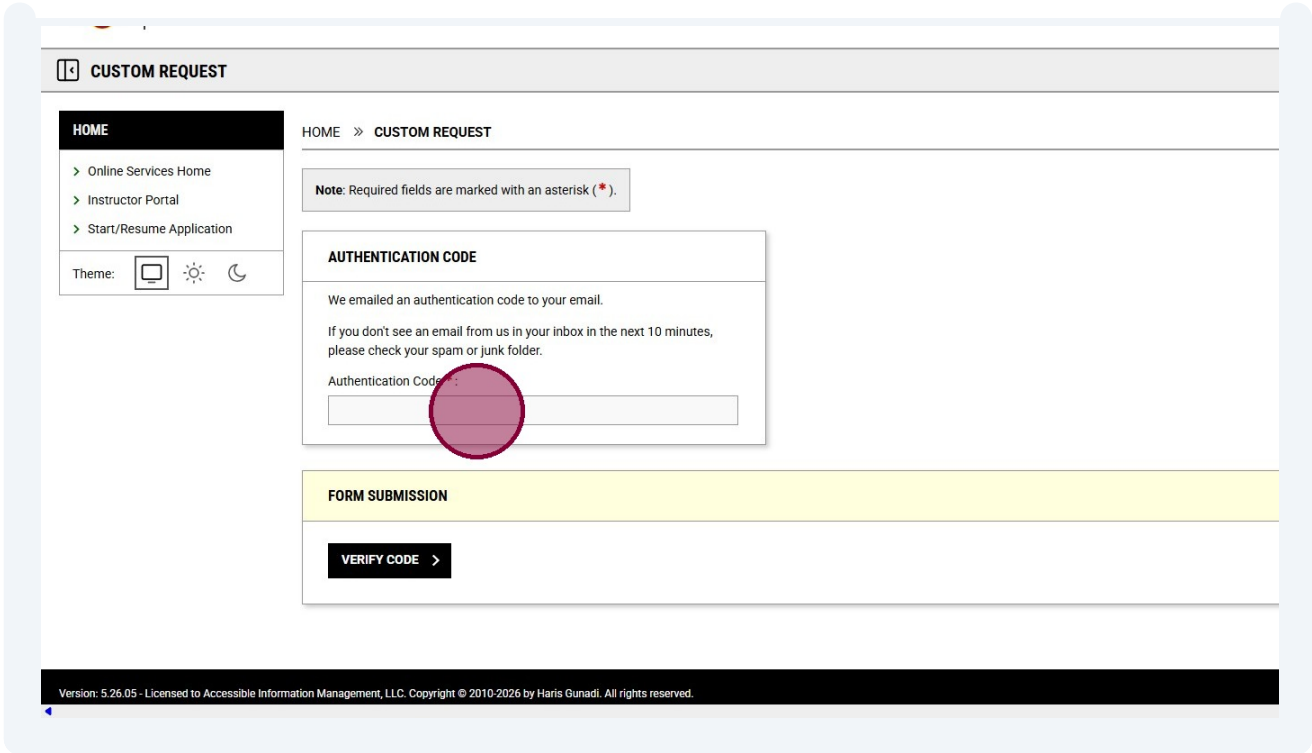 CUSTOM REQUEST
HOME
Online Services Home
Instructor Portal
Start/Resume Application
Theme:
HOME » CUSTOM REQUEST
Note: Required fields are marked with an asterisk (*).
AUTHENTICATION CODE
We emailed an authentication code to your email.
If you don't see an email from us in your inbox in the next 10 minutes,
please check your spam or junk folder.
Authentication Code * :
FORM SUBMISSION
VERIFY CODE
Version: 5.26.05 - Licensed to Accessible Information Management, LLC. Copyright © 2010-2026 by Haris Gunadi. All rights reserved.